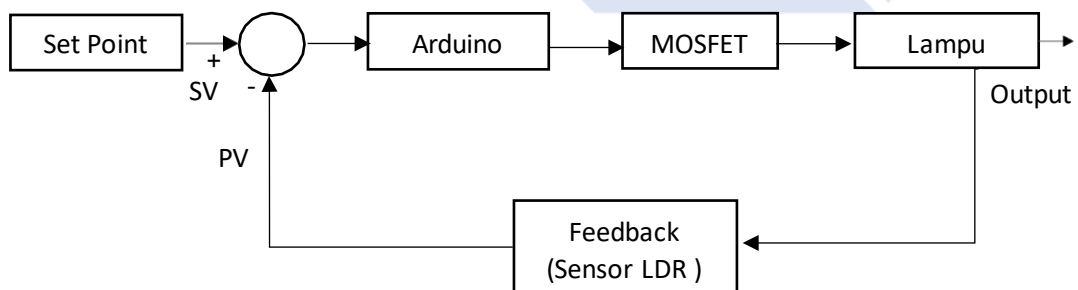 Set Point
+
SV
-
Arduino
MOSFET
Lampu
Output
PV
Feedback
(Sensor LDR )